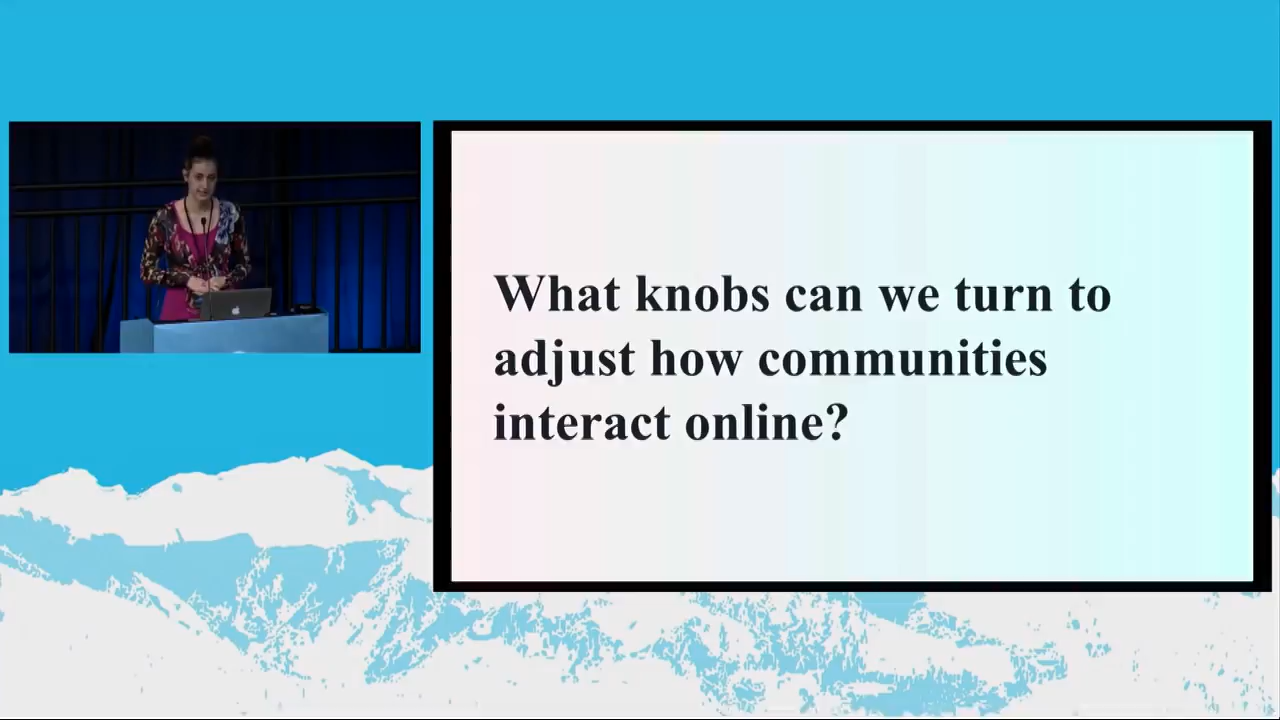 What knobs can we turn to
adjust how communities
interact online?